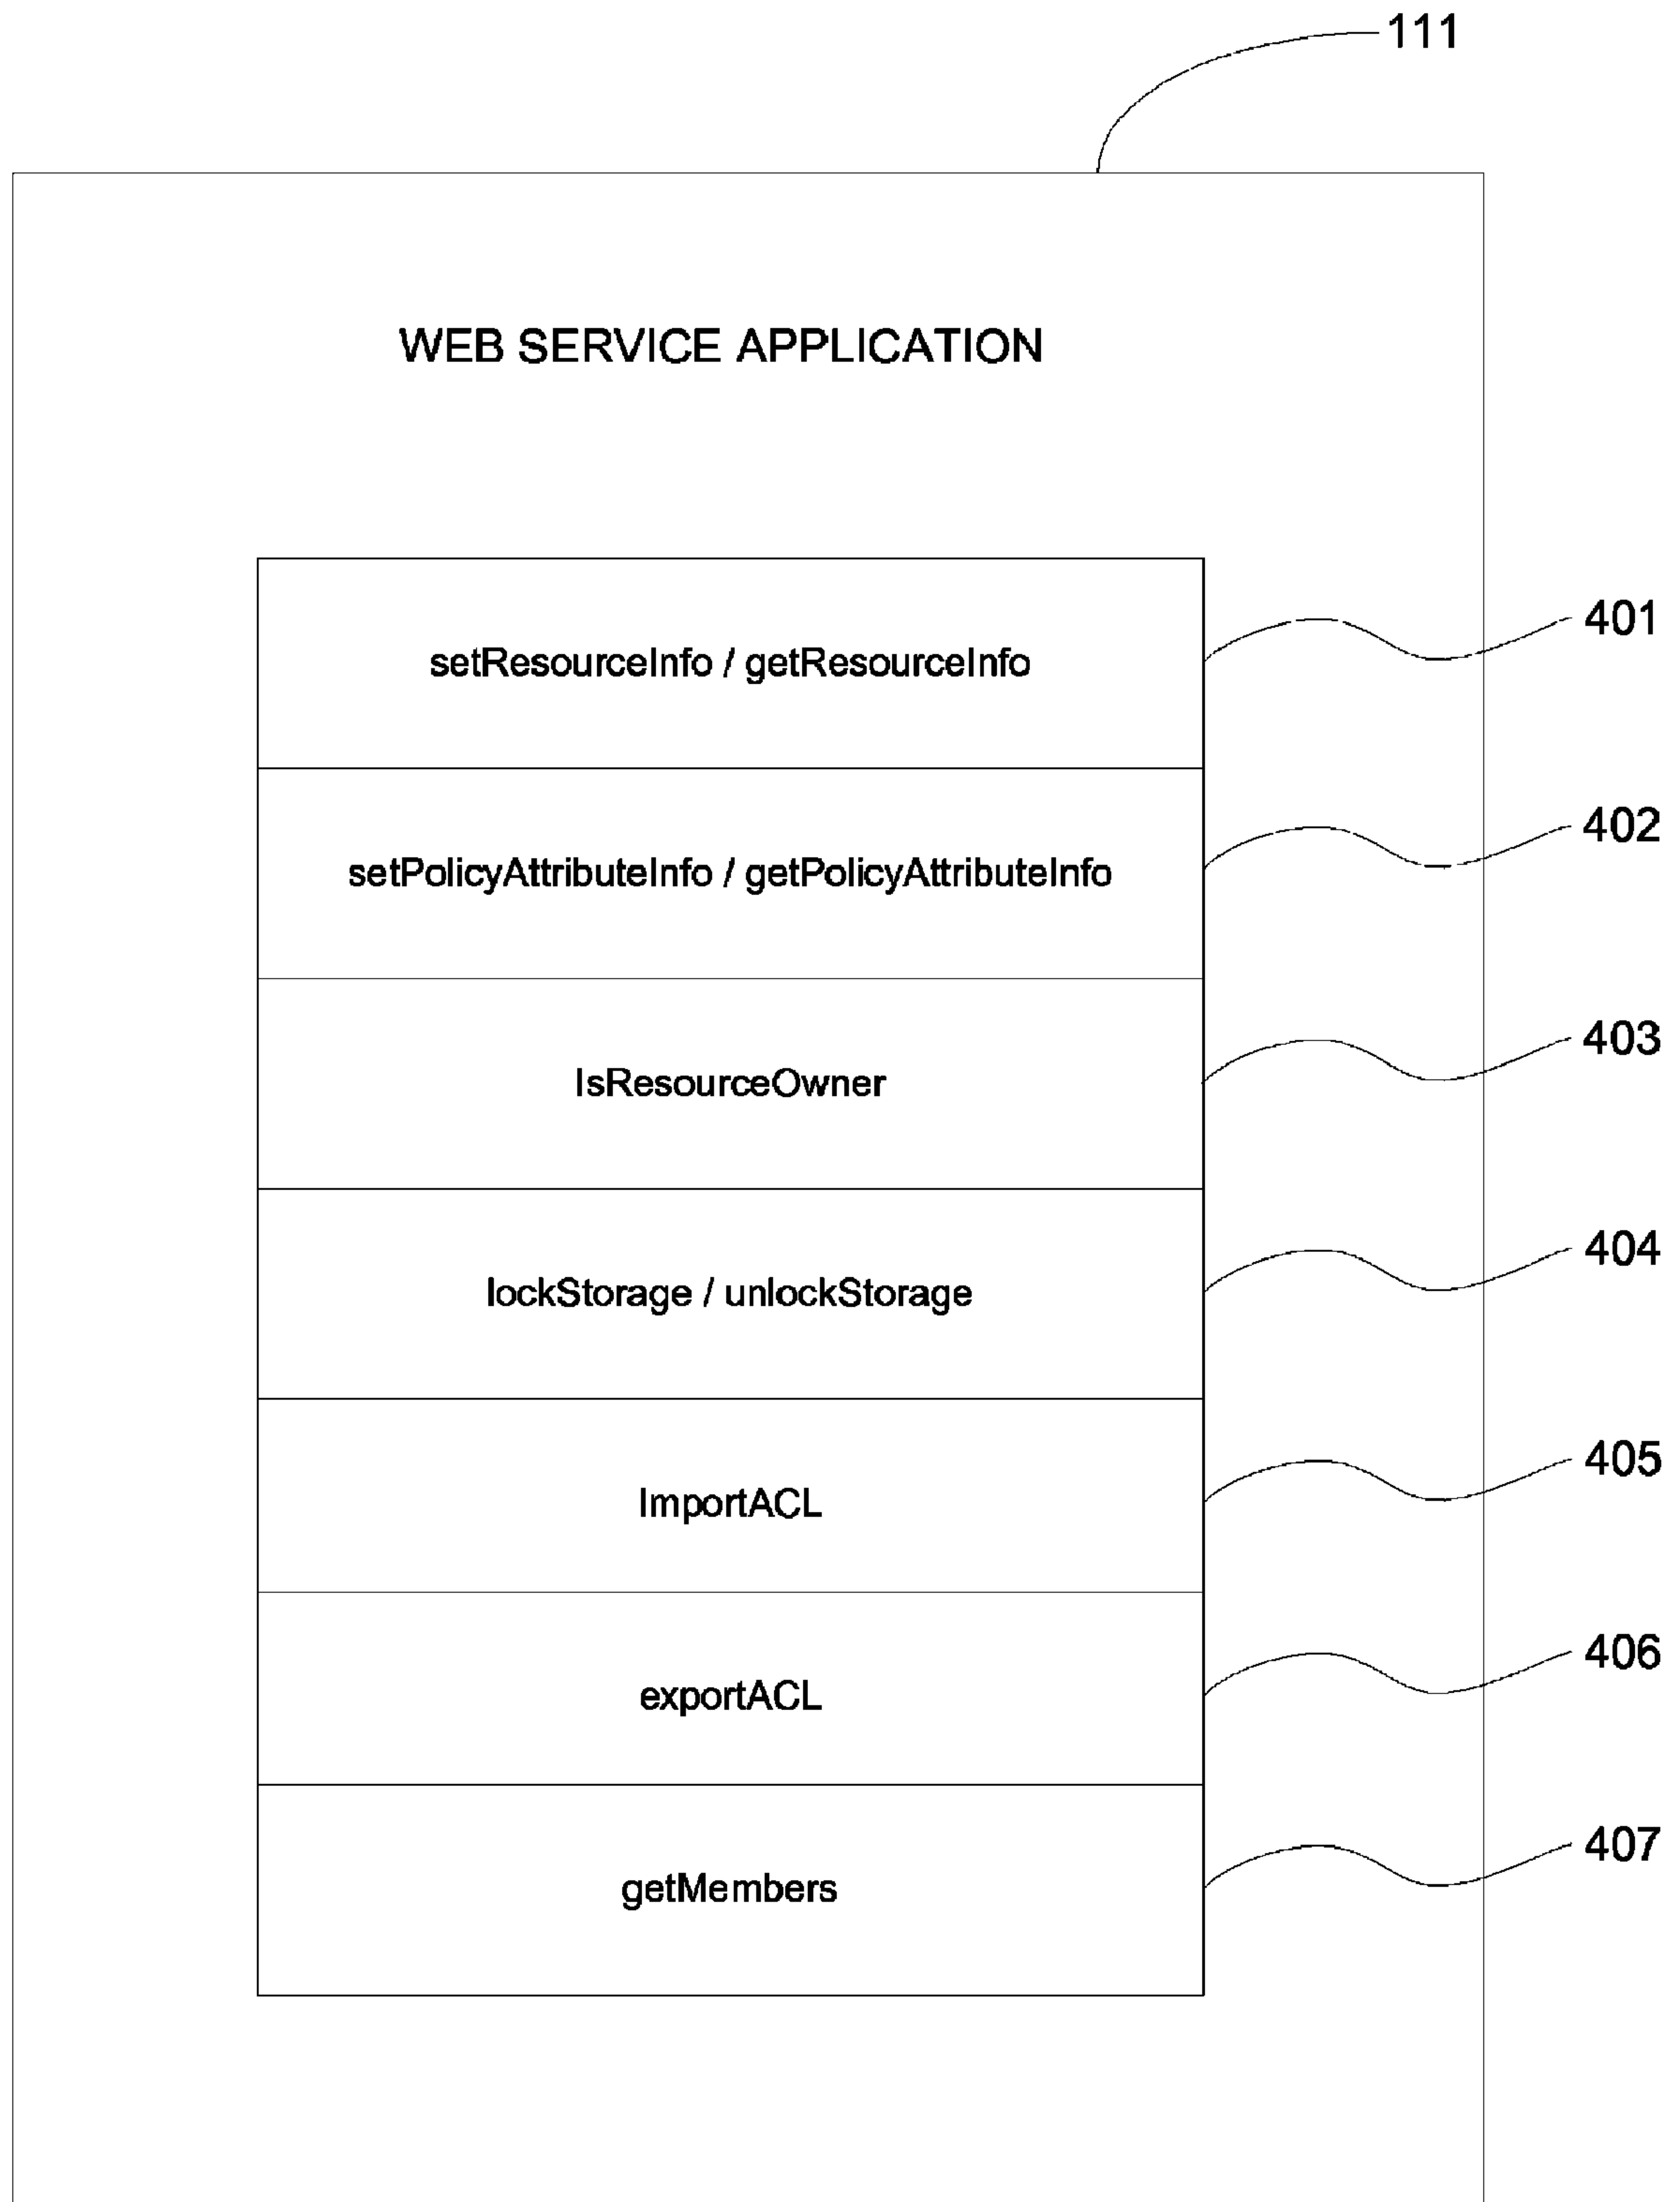 111
WEB SERVICE APPLICATION
setResourceInfo / getResourceInfo
401
setPolicyAttributeInfo / getPolicyAttributeInfo
402
IsResourceOwner
403
lockStorage / unlockStorage
404
ImportACL
405
exportACL
406
getMembers
407